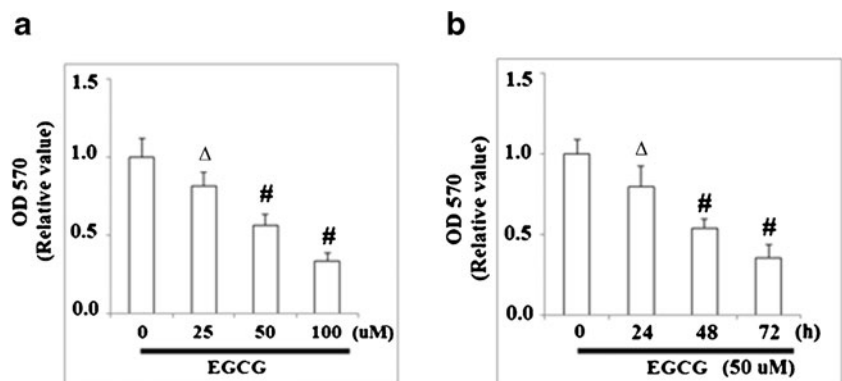 a
OD 570
(Relative value)
1.5
1.0
0.5
0.0
Δ
#
#
0 25 50 100 (uM)
EGCG
b
OD 570
(Relative value)
1.5
1.0
0.5
0.0
Δ
#
#
0 24 48 72 (h)
EGCG (50 uM)